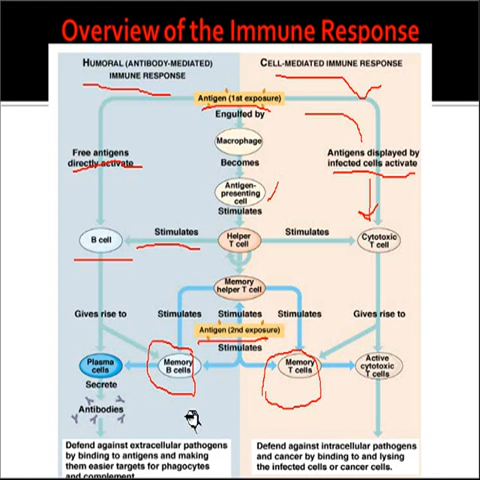 Overview of the Immune Response
HUMORAL (ANTIBODY-MEDIATED)
IMMUNE RESPONSE
CELL-MEDIATED IMMUNE RESPONSE
Antigen (1st exposure)
Engulfed by
Macrophage
Free antigens
directly activate
Antigens displayed by
infected cells activate
Becomes
Antigen-
presenting
cell
Stimulates
B cell
Stimulates
Helper
T cell
Stimulates
Cytotoxic
T cell
Memory
helper T cell
Gives rise to
Stimulates
Stimulates
Stimulates
Gives rise to
Antigen (2nd exposure)
Stimulates
Plasma
cells
Memory
B cells
Memory
T cells
Active
cytotoxic
T cells
Secrete
Antibodies
Defend against extracellular pathogens
by binding to antigens and making
them easier targets for phagocytes
and complement.
Defend against intracellular pathogens
and cancer by binding to and lysing
the infected cells or cancer cells.